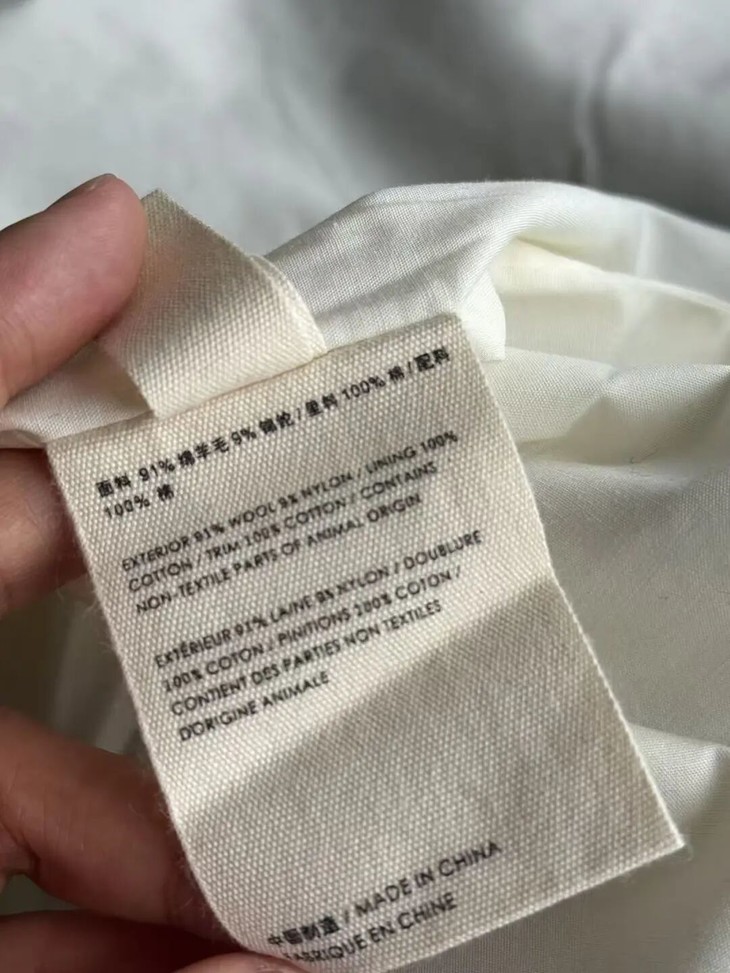 面料 91% 绵羊毛 9% 锦纶 / 里料 100% 棉 / 配料
100% 棉
EXTERIOR 91% WOOL 9% NYLON / LINING 100%
COTTON / TRIM 100% COTTON / CONTAINS
NON-TEXTILE PARTS OF ANIMAL ORIGIN
EXTÉRIEUR 91% LAINE 9% NYLON / DOUBLURE
100% COTON / PINITIONS 100% COTON /
CONTIENT DES PARTIES NON TEXTILES
D'ORIGINE ANIMALE
中国制造 / MADE IN CHINA
FABRIQUE EN CHINE